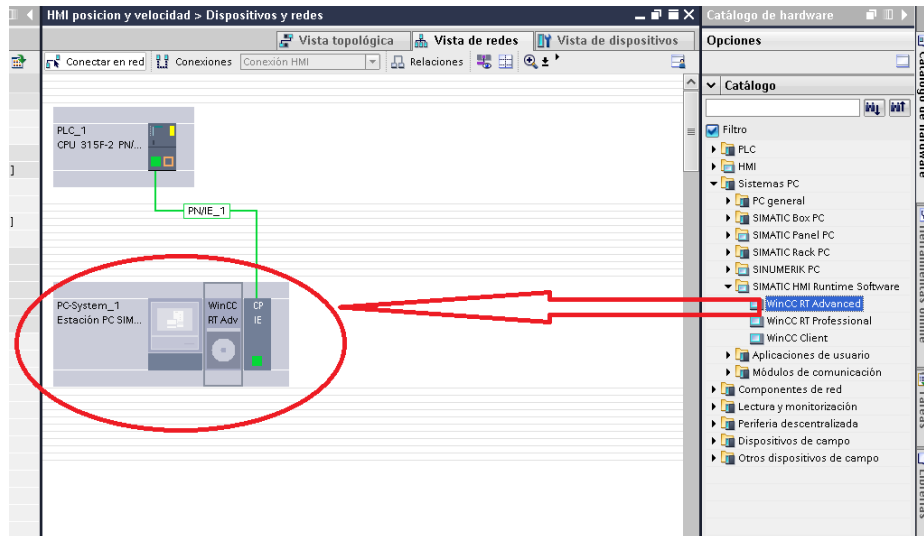 HMI posicion y velocidad > Dispositivos y redes
Vista topológica
Vista de redes
Vista de dispositivos
Conectar en red
Conexiones
Conexión HMI
Relaciones
PLC_1
CPU 315F-2 PN/...
PN/IE_1
PC-System_1
Estación PC SIM...
WinCC
RT Adv
CP
IE
Catálogo de hardware
Opciones
Catálogo
Filtro
PLC
HMI
Sistemas PC
PC general
SIMATIC Box PC
SIMATIC Panel PC
SIMATIC Rack PC
SINUMERIK PC
SIMATIC HMI Runtime Software
WinCC RT Advanced
WinCC RT Professional
WinCC Client
Aplicaciones de usuario
Módulos de comunicación
Componentes de red
Lectura y monitorización
Periferia descentralizada
Dispositivos de campo
Otros dispositivos de campo
Catálogo de hardware
Herramientas online
Tareas
Librerías